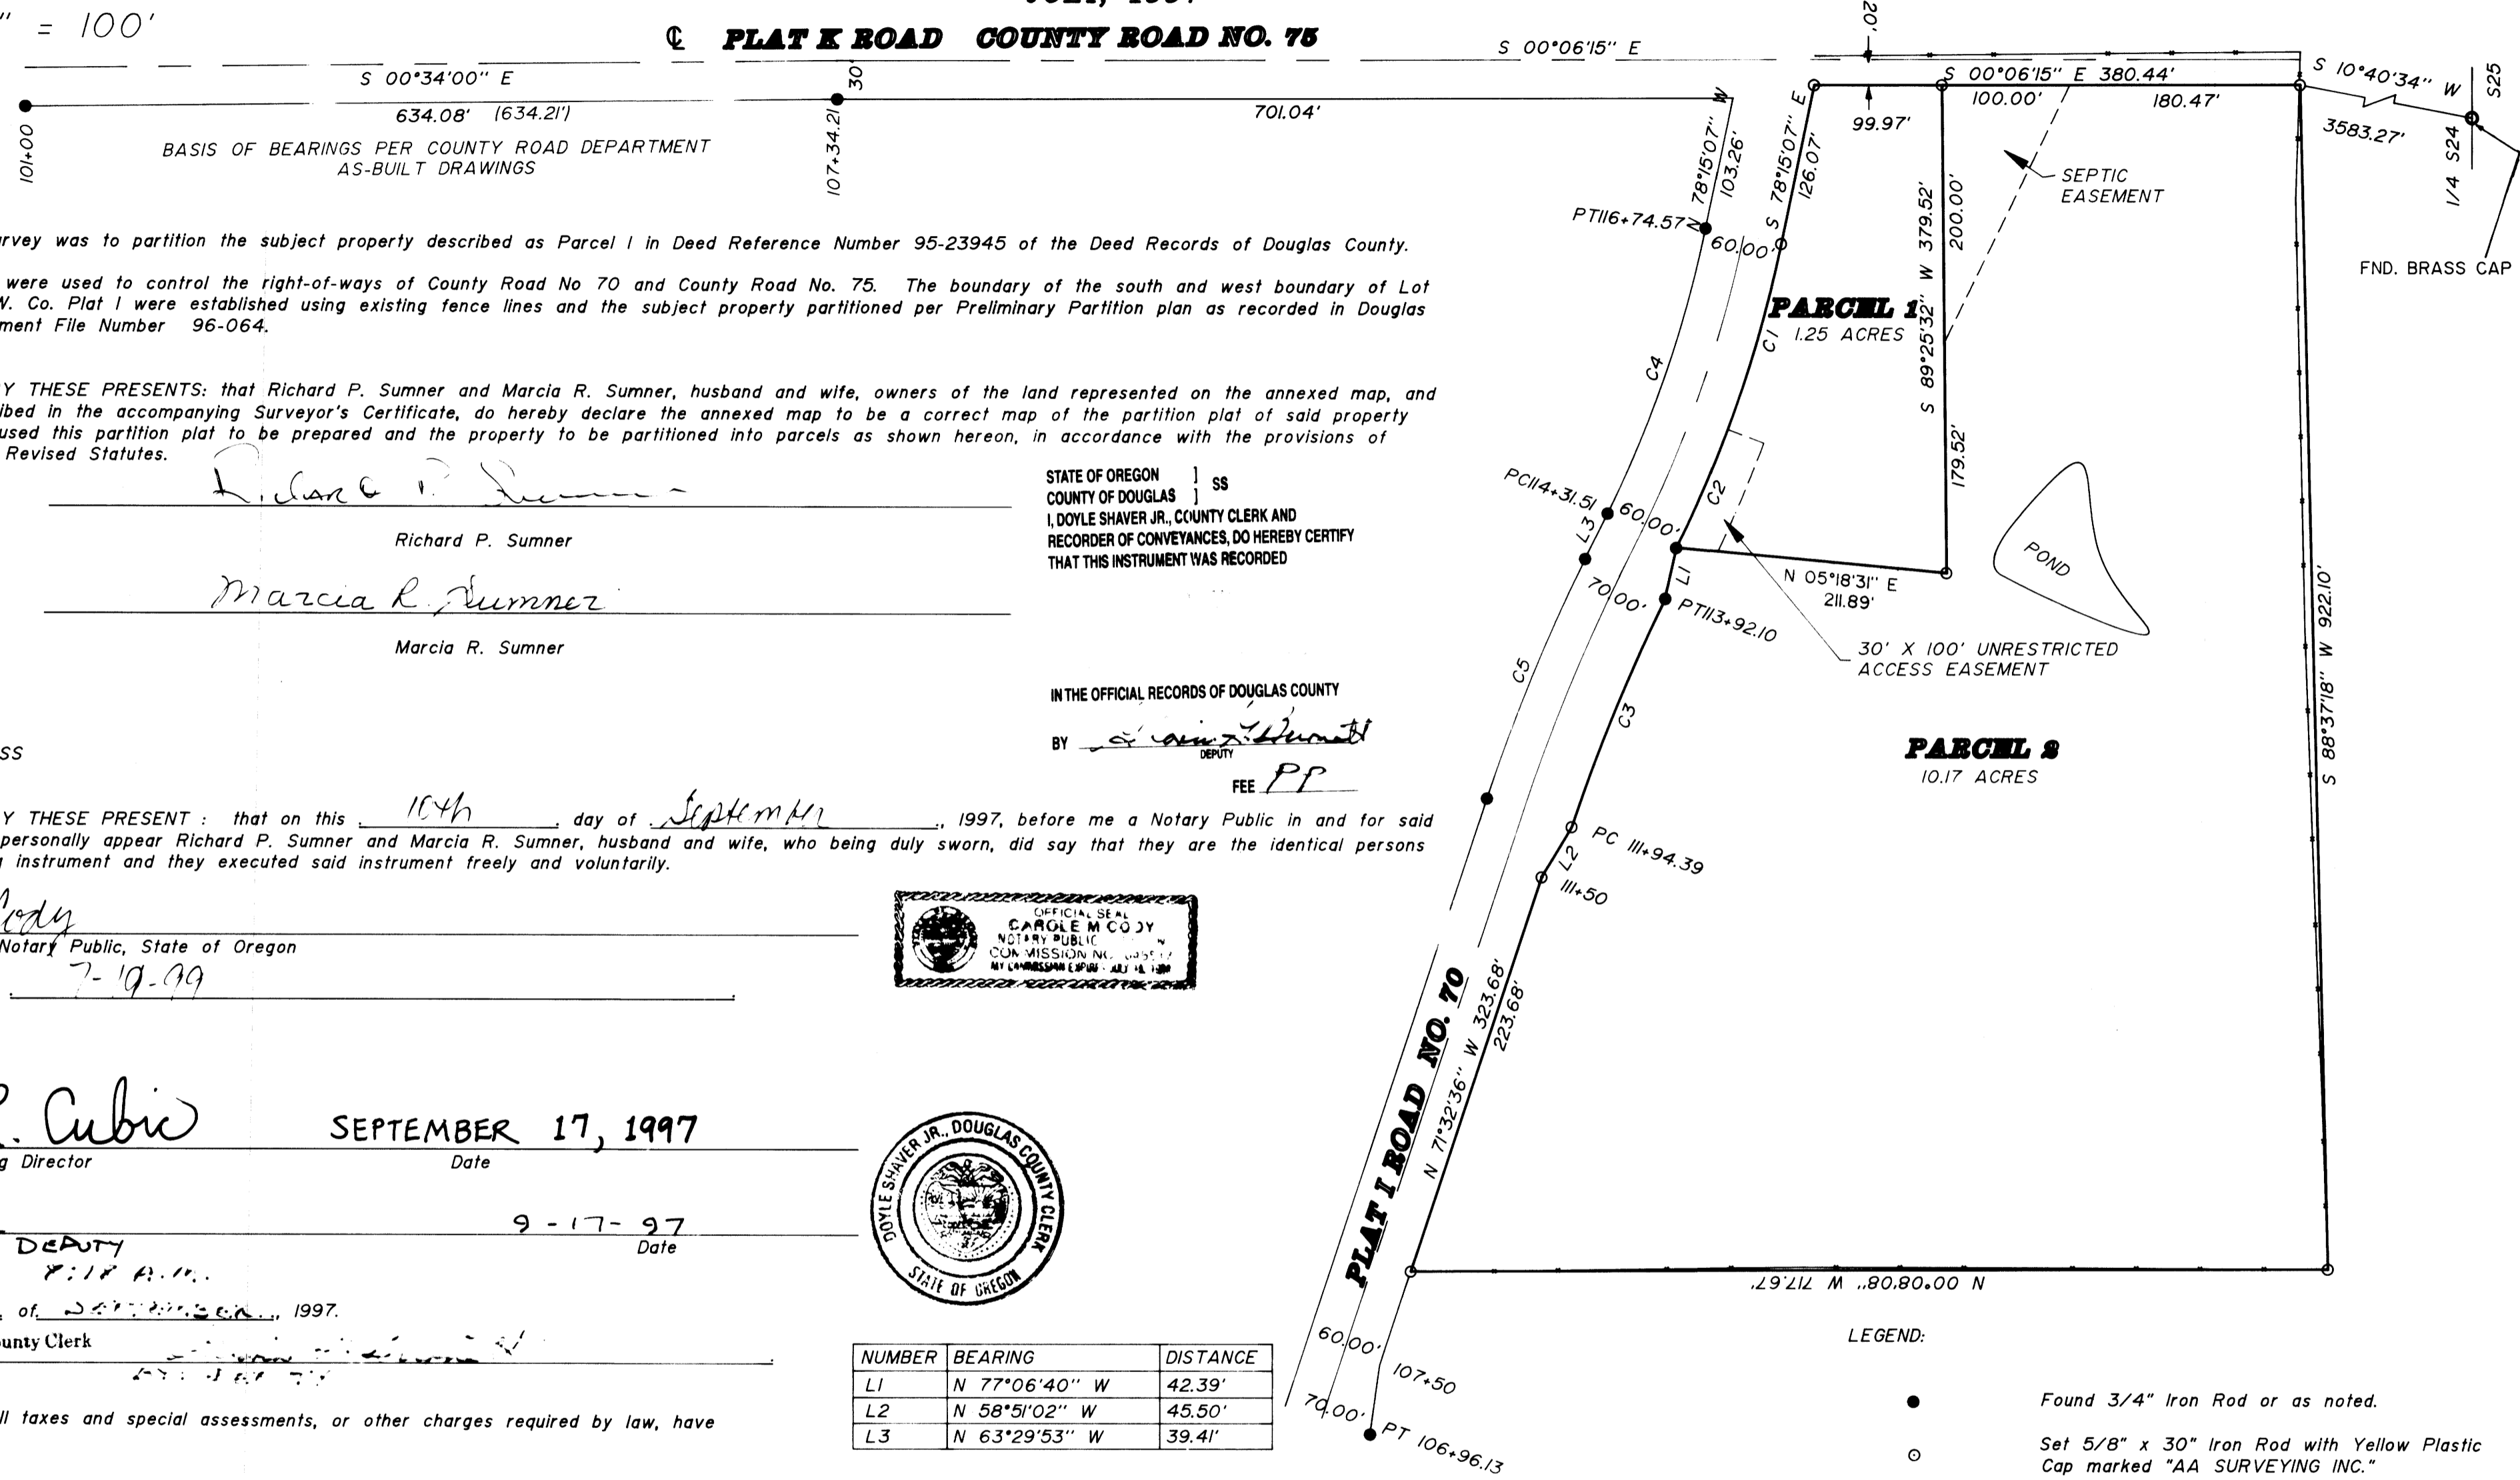 " = 100'
JULY, 1997
℄ PLAT K ROAD COUNTY ROAD NO. 75
S 00°34'00" E
634.08' (634.21')
101+00
107+34.21
30'
701.04'
BASIS OF BEARINGS PER COUNTY ROAD DEPARTMENT
AS-BUILT DRAWINGS
S 00°06'15" E
20'
S 00°06'15" E 380.44'
99.97'
100.00'
180.47'
S 10°40'34" W
3583.27'
S25
1/4 S24
FND. BRASS CAP
N 78°15'07" W
103.26'
S 78°15'07" E
126.07'
PT116+74.57
60.00'
SEPTIC
EASEMENT
S 89°25'32" W 379.52'
200.00'
179.52'
PARCEL 1
1.25 ACRES
C1
C4
C2
PC114+31.51
60.00'
L3
L1
N 05°18'31" E
211.89'
70.00'
PT113+92.10
POND
30' X 100' UNRESTRICTED
ACCESS EASEMENT
C5
C3
PARCEL 2
10.17 ACRES
S 88°37'18" W 922.10'
PC 111+94.39
L2
111+50
N 71°32'36" W 323.68'
223.68'
PLAT I ROAD NO. 70
N 00°08'08" W 717.67'
60.00'
107+50
70.00'
PT 106+96.13
rvey was to partition the subject property described as Parcel 1 in Deed Reference Number 95-23945 of the Deed Records of Douglas County.
were used to control the right-of-ways of County Road No 70 and County Road No. 75. The boundary of the south and west boundary of Lot
W. Co. Plat I were established using existing fence lines and the subject property partitioned per Preliminary Partition plan as recorded in Douglas
ment File Number 96-064.
Y THESE PRESENTS: that Richard P. Sumner and Marcia R. Sumner, husband and wife, owners of the land represented on the annexed map, and
ibed in the accompanying Surveyor's Certificate, do hereby declare the annexed map to be a correct map of the partition plat of said property
used this partition plat to be prepared and the property to be partitioned into parcels as shown hereon, in accordance with the provisions of
Revised Statutes.
Richard P. Sumner
Richard P. Sumner
Marcia R. Sumner
Marcia R. Sumner
STATE OF OREGON ] SS
COUNTY OF DOUGLAS ]
I, DOYLE SHAVER JR., COUNTY CLERK AND
RECORDER OF CONVEYANCES, DO HEREBY CERTIFY
THAT THIS INSTRUMENT WAS RECORDED
IN THE OFFICIAL RECORDS OF DOUGLAS COUNTY
BY
DEPUTY
FEE PP
SS
Y THESE PRESENT : that on this 10th day of September, 1997, before me a Notary Public in and for said
personally appear Richard P. Sumner and Marcia R. Sumner, husband and wife, who being duly sworn, did say that they are the identical persons
instrument and they executed said instrument freely and voluntarily.
Cody
Notary Public, State of Oregon
7-19-99
OFFICIAL SEAL
CAROLE M CODY
NOTARY PUBLIC
COMMISSION NO.
MY COMMISSION EXPIRES JULY
. Cubic
SEPTEMBER 17, 1997
g Director
Date
9-17-97
DEPUTY
Date
8:18 A.M.
of SEPTEMBER, 1997.
unty Clerk
DEPUTY
DOYLE SHAVER JR., DOUGLAS COUNTY CLERK
STATE OF OREGON
ll taxes and special assessments, or other charges required by law, have
NUMBER BEARING DISTANCE
L1 N 77°06'40" W 42.39'
L2 N 58°51'02" W 45.50'
L3 N 63°29'53" W 39.41'
LEGEND:
Found 3/4" Iron Rod or as noted.
Set 5/8" x 30" Iron Rod with Yellow Plastic
Cap marked "AA SURVEYING INC."